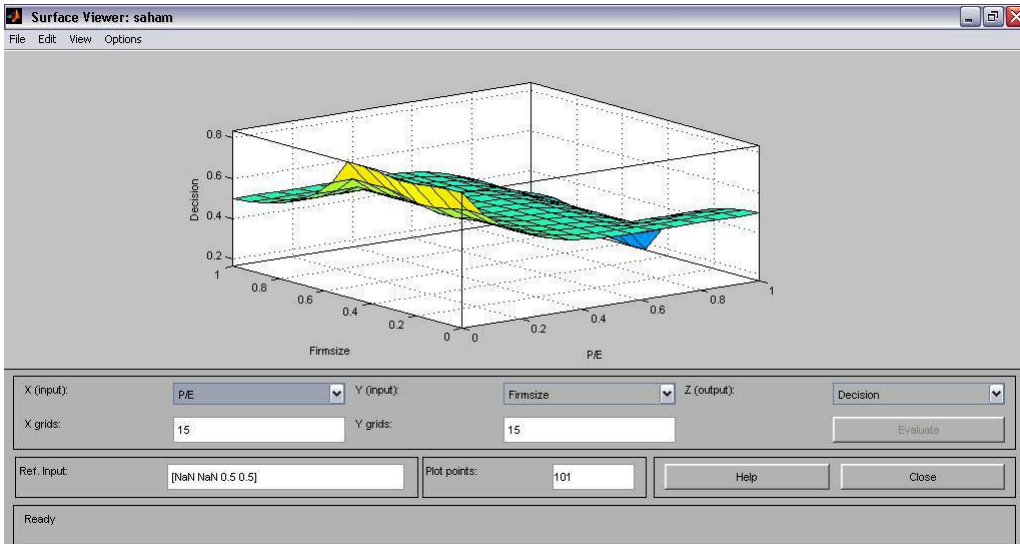 Surface Viewer: saham
File Edit View Options
0.8
0.6
0.4
0.2
Decision
1
0.8
0.6
0.4
0.2
0
Firmsize
0
0.2
0.4
0.6
0.8
1
P/E
X (input):
P/E
Y (input):
Firmsize
Z (output):
Decision
X grids:
15
Y grids:
15
Evaluate
Ref. Input:
[NaN NaN 0.5 0.5]
Plot points:
101
Help
Close
Ready